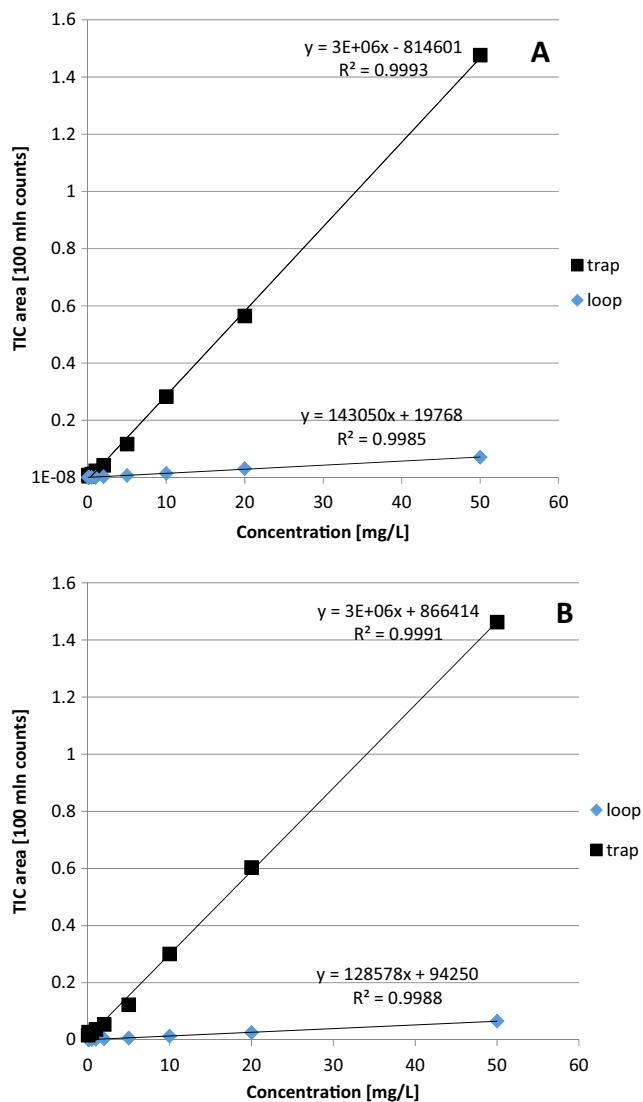 1.6
y = 3E+06x - 814601
R² = 0.9993
A
1.4
1.2
1
0.8
0.6
0.4
0.2
1E-08
TIC area [100 mln counts]
trap
loop
y = 143050x + 19768
R² = 0.9985
0 10 20 30 40 50 60
Concentration [mg/L]
1.6
y = 3E+06x + 866414
R² = 0.9991
B
1.4
1.2
1
0.8
0.6
0.4
0.2
0
TIC area [100 mln counts]
loop
trap
y = 128578x + 94250
R² = 0.9988
0 10 20 30 40 50 60
Concentration [mg/L]